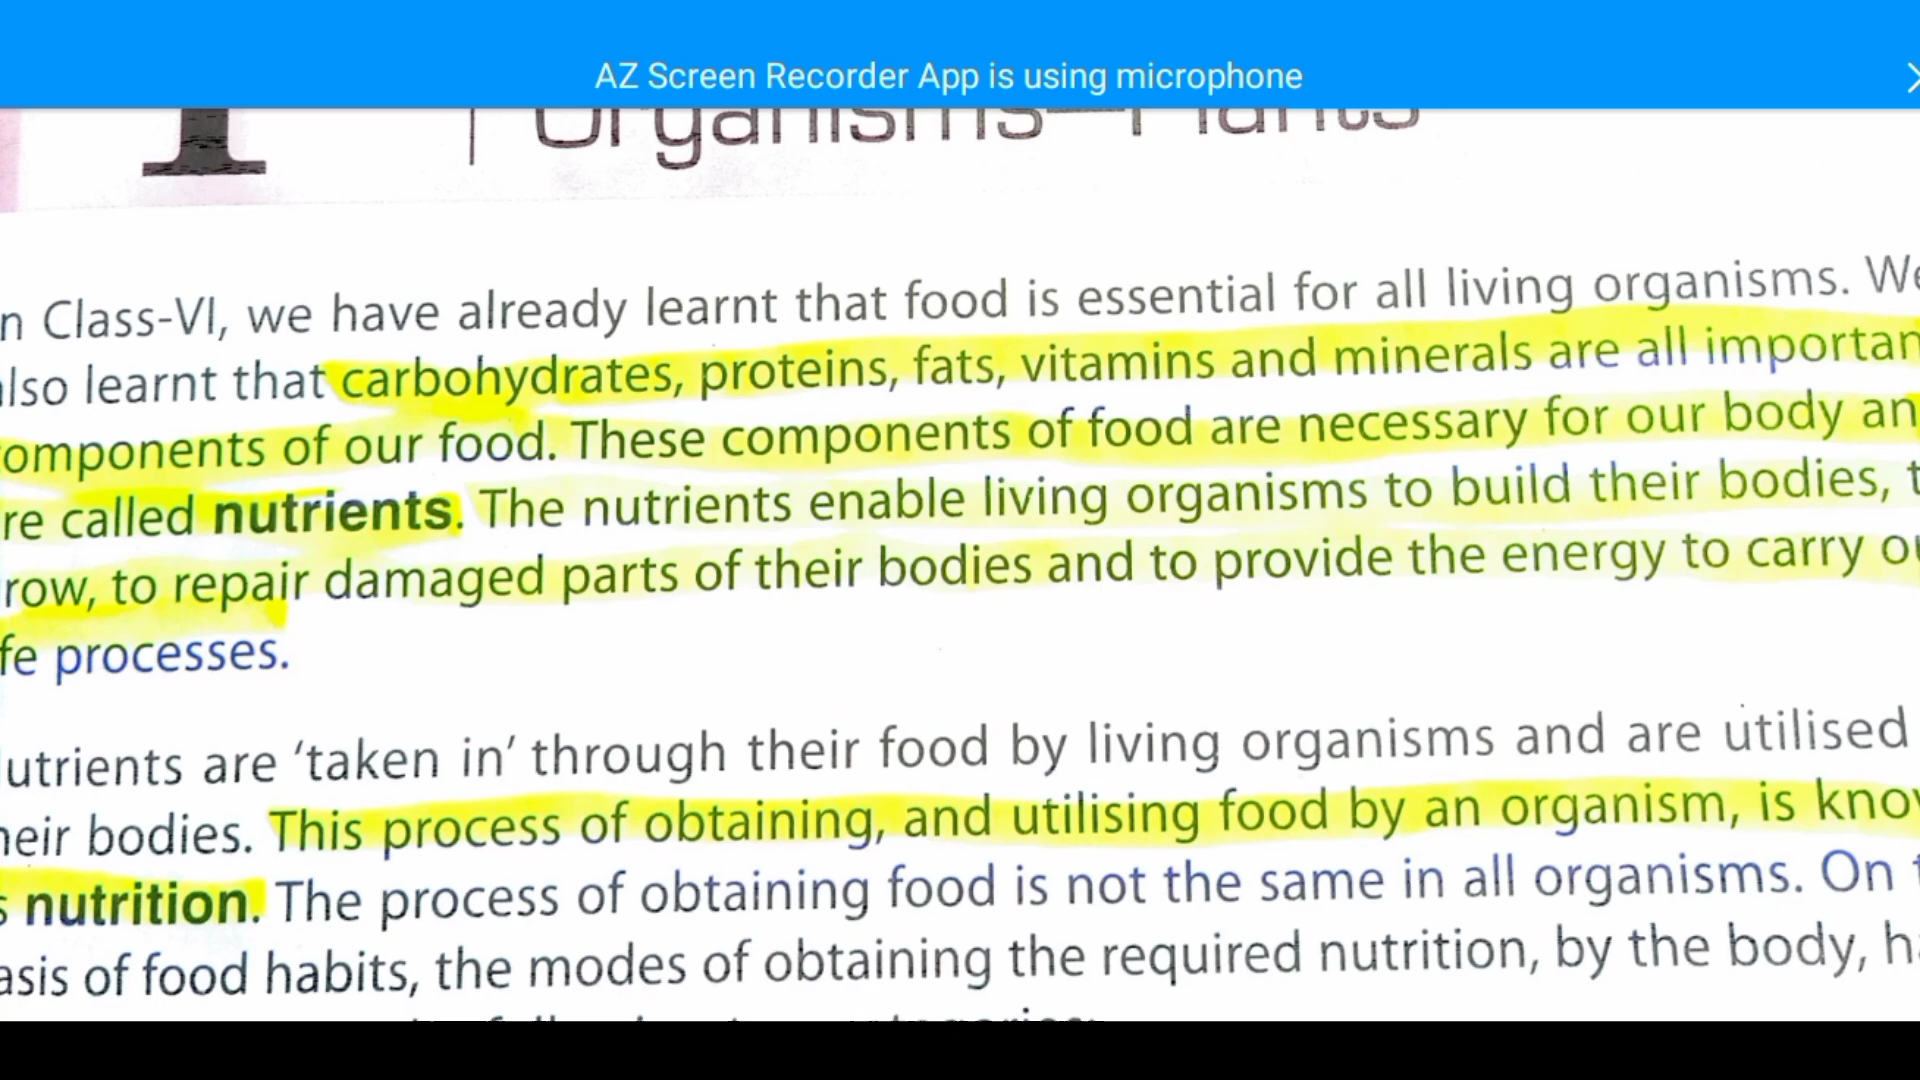 AZ Screen Recorder App is using microphone
Organisms—Plants
n Class-VI, we have already learnt that food is essential for all living organisms. We
lso learnt that carbohydrates, proteins, fats, vitamins and minerals are all importan
omponents of our food. These components of food are necessary for our body an
re called nutrients. The nutrients enable living organisms to build their bodies, t
row, to repair damaged parts of their bodies and to provide the energy to carry ou
fe processes.
utrients are ‘taken in’ through their food by living organisms and are utilised
heir bodies. This process of obtaining, and utilising food by an organism, is know
s nutrition. The process of obtaining food is not the same in all organisms. On t
asis of food habits, the modes of obtaining the required nutrition, by the body, ha